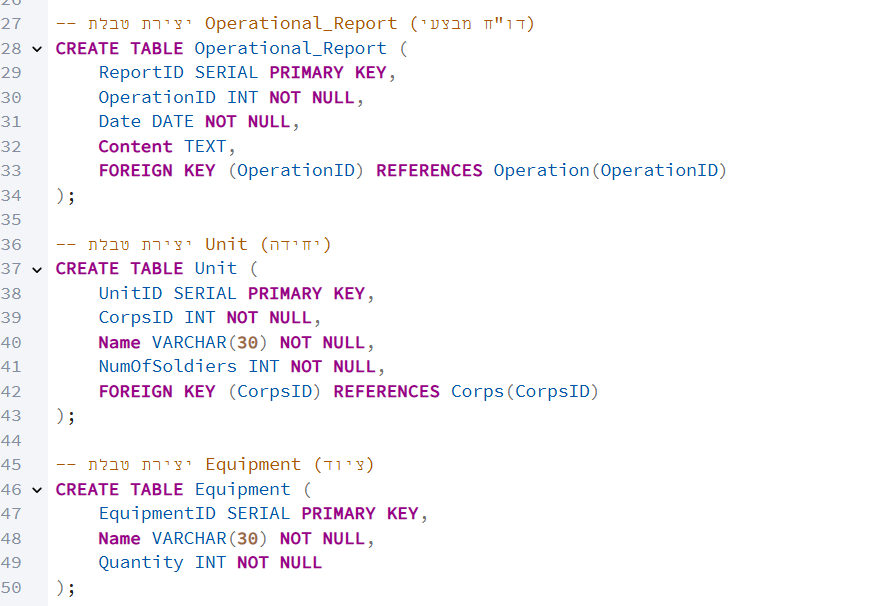 27 -- יצירת טבלת Operational_Report (דו"ח מבצעי)
28 CREATE TABLE Operational_Report (
29 ReportID SERIAL PRIMARY KEY,
30 OperationID INT NOT NULL,
31 Date DATE NOT NULL,
32 Content TEXT,
33 FOREIGN KEY (OperationID) REFERENCES Operation(OperationID)
34 );
35
36 -- יצירת טבלת Unit (יחידה)
37 CREATE TABLE Unit (
38 UnitID SERIAL PRIMARY KEY,
39 CorpsID INT NOT NULL,
40 Name VARCHAR(30) NOT NULL,
41 NumOfSoldiers INT NOT NULL,
42 FOREIGN KEY (CorpsID) REFERENCES Corps(CorpsID)
43 );
44
45 -- יצירת טבלת Equipment (ציוד)
46 CREATE TABLE Equipment (
47 EquipmentID SERIAL PRIMARY KEY,
48 Name VARCHAR(30) NOT NULL,
49 Quantity INT NOT NULL
50 );